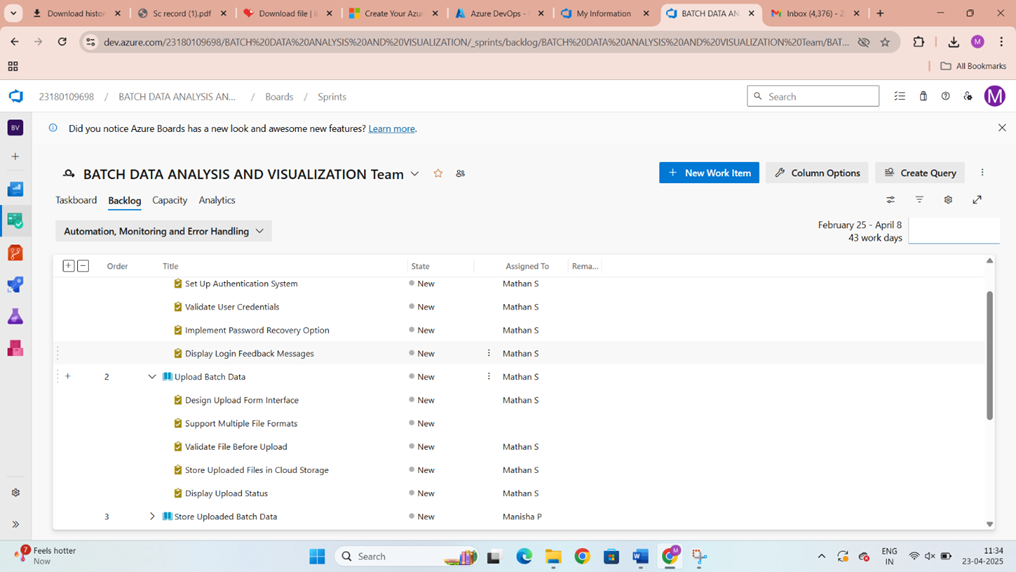 Download histor
Sc record (1).pdf
Download file | iL
Create Your Azur
Azure DevOps -
My Information
BATCH DATA AN
Inbox (4,376) - 2
dev.azure.com/23180109698/BATCH%20DATA%20ANALYSIS%20AND%20VISUALIZATION/_sprints/backlog/BATCH%20DATA%20ANALYSIS%20AND%20VISUALIZATION%20Team/BAT...
M
All Bookmarks
23180109698 / BATCH DATA ANALYSIS AN... / Boards / Sprints
Search
M
BV
Did you notice Azure Boards has a new look and awesome new features? Learn more.
BATCH DATA ANALYSIS AND VISUALIZATION Team
New Work Item
Column Options
Create Query
Taskboard Backlog Capacity Analytics
Automation, Monitoring and Error Handling
February 25 - April 8
43 work days
Order Title State Assigned To Rema...
Set Up Authentication System New Mathan S
Validate User Credentials New Mathan S
Implement Password Recovery Option New Mathan S
Display Login Feedback Messages New Mathan S
2 Upload Batch Data New Mathan S
Design Upload Form Interface New Mathan S
Support Multiple File Formats New
Validate File Before Upload New Mathan S
Store Uploaded Files in Cloud Storage New Mathan S
Display Upload Status New Mathan S
3 Store Uploaded Batch Data New Manisha P
7
Feels hotter
Now
Search
ENG
IN
11:34
23-04-2025